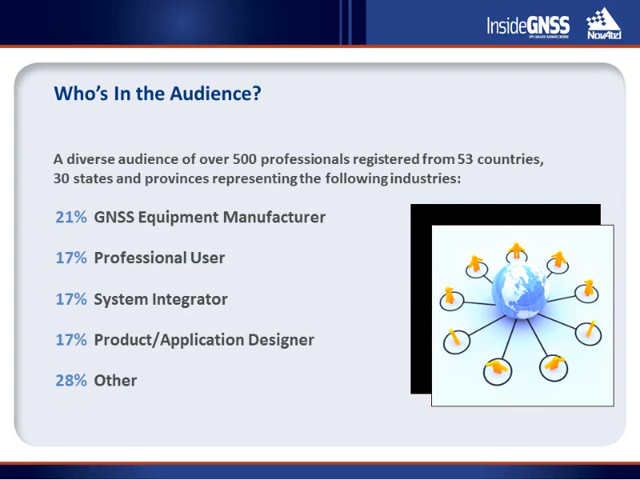 InsideGNSS
NovAtel
Who's In the Audience?
A diverse audience of over 500 professionals registered from 53 countries,
30 states and provinces representing the following industries:
21% GNSS Equipment Manufacturer
17% Professional User
17% System Integrator
17% Product/Application Designer
28% Other